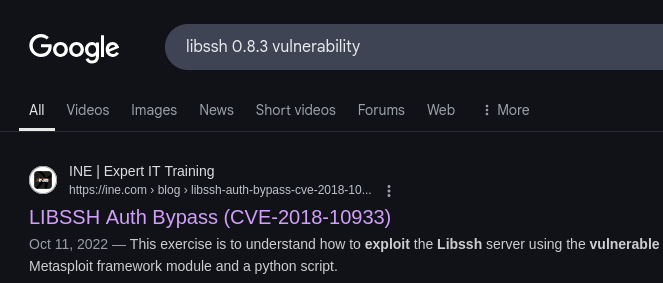 Google
libssh 0.8.3 vulnerability
All Videos Images News Short videos Forums Web More
INE | Expert IT Training
https://ine.com › blog › libssh-auth-bypass-cve-2018-10...
LIBSSH Auth Bypass (CVE-2018-10933)
Oct 11, 2022 — This exercise is to understand how to exploit the Libssh server using the vulnerable
Metasploit framework module and a python script.